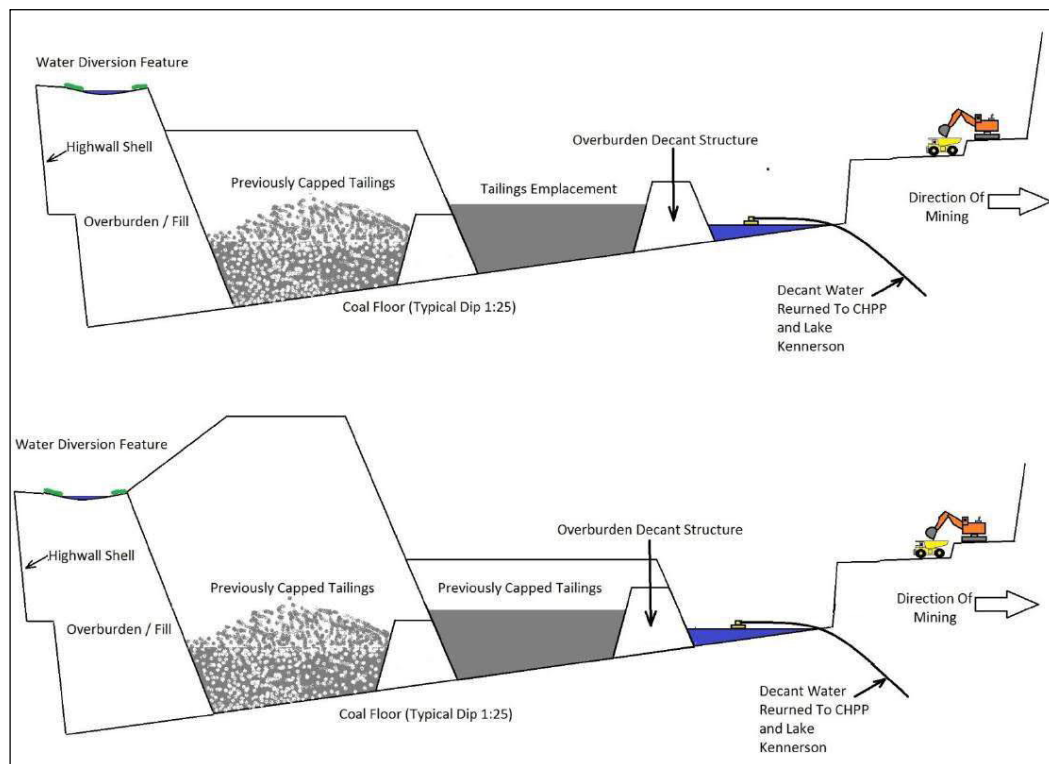 Water Diversion Feature
Highwall Shell
Overburden / Fill
Previously Capped Tailings
Tailings Emplacement
Overburden Decant Structure
Direction Of
Mining
Coal Floor (Typical Dip 1:25)
Decant Water
Reurned To CHPP
and Lake
Kennerson
Water Diversion Feature
Highwall Shell
Overburden / Fill
Previously Capped Tailings
Previously Capped Tailings
Overburden Decant Structure
Direction Of
Mining
Coal Floor (Typical Dip 1:25)
Decant Water
Reurned To CHPP
and Lake
Kennerson